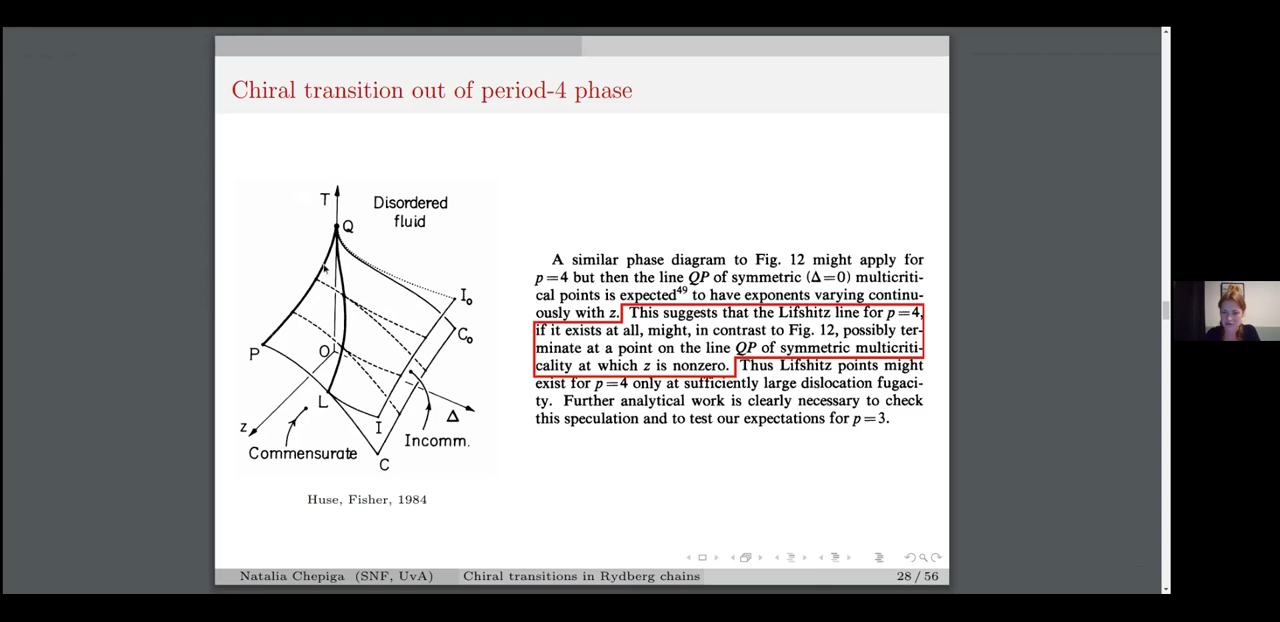 Chiral transition out of period-4 phase
T
Disordered
fluid
Q
I₀
C₀
P
O
L
Δ
z
I
Incomm.
Commensurate
C
Huse, Fisher, 1984
A similar phase diagram to Fig. 12 might apply for
p=4 but then the line QP of symmetric (Δ=0) multicriti-
cal points is expected⁴⁹ to have exponents varying continu-
ously with z. This suggests that the Lifshitz line for p=4,
if it exists at all, might, in contrast to Fig. 12, possibly ter-
minate at a point on the line QP of symmetric multicriti-
cality at which z is nonzero. Thus Lifshitz points might
exist for p=4 only at sufficiently large dislocation fugaci-
ty. Further analytical work is clearly necessary to check
this speculation and to test our expectations for p=3.
Natalia Chepiga (SNF, UvA) Chiral transitions in Rydberg chains 28 / 56